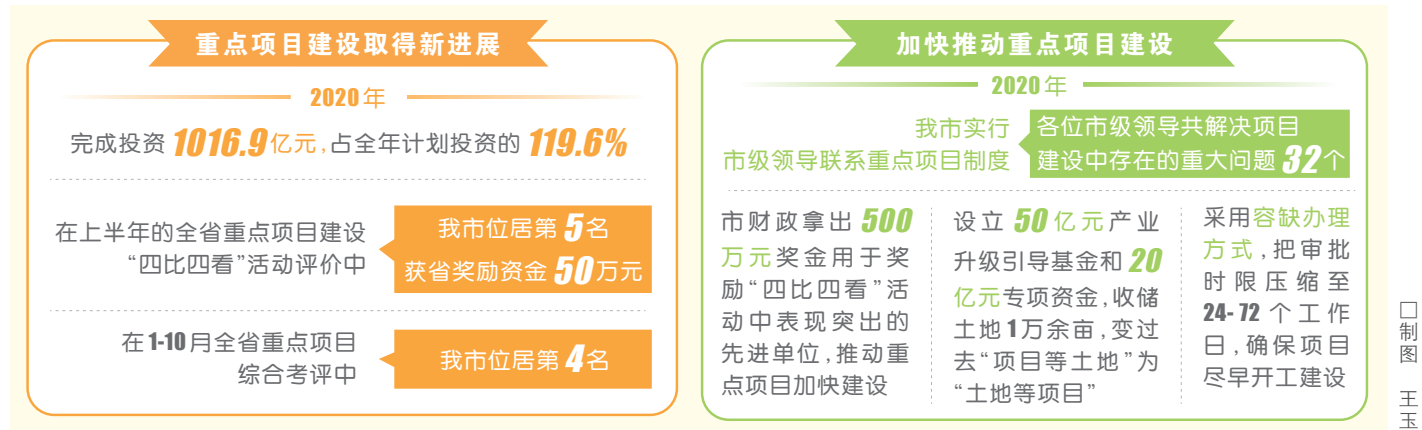 重点项目建设取得新进展
2020年
完成投资1016.9亿元,占全年计划投资的119.6%
在上半年的全省重点项目建设
“四比四看”活动评价中
我市位居第5名
获省奖励资金50万元
在1-10月全省重点项目
综合考评中
我市位居第4名
加快推动重点项目建设
2020年
我市实行
市级领导联系重点项目制度
各位市级领导共解决项目
建设中存在的重大问题32个
市财政拿出500
万元奖金用于奖
励“四比四看”活
动中表现突出的
先进单位,推动重
点项目加快建设
设立50亿元产业
升级引导基金和20
亿元专项资金,收储
土地1万余亩,变过
去“项目等土地”为
“土地等项目”
采用容缺办理
方式,把审批
时限压缩至
24-72个工作
日,确保项目
尽早开工建设
□制图 王玉